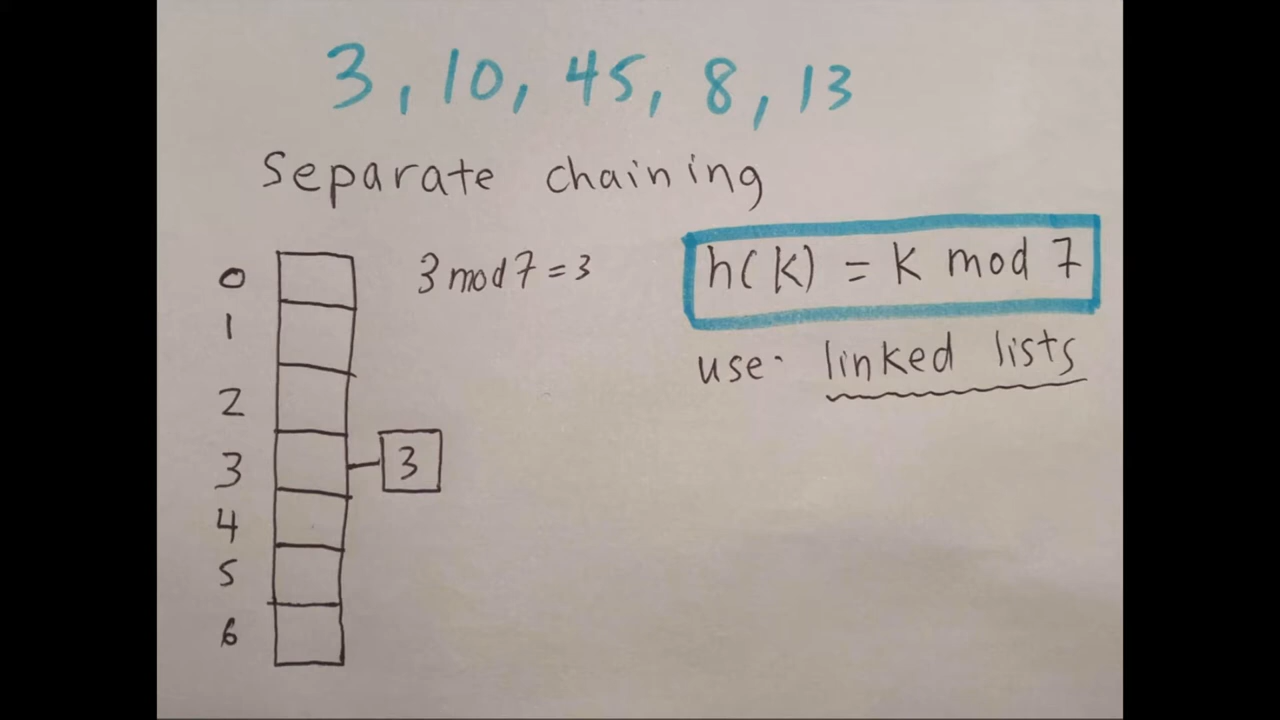 3, 10, 45, 8, 13
Separate chaining
0
3 mod 7 = 3
h(k) = k mod 7
1
use linked lists
2
3
3
4
5
6